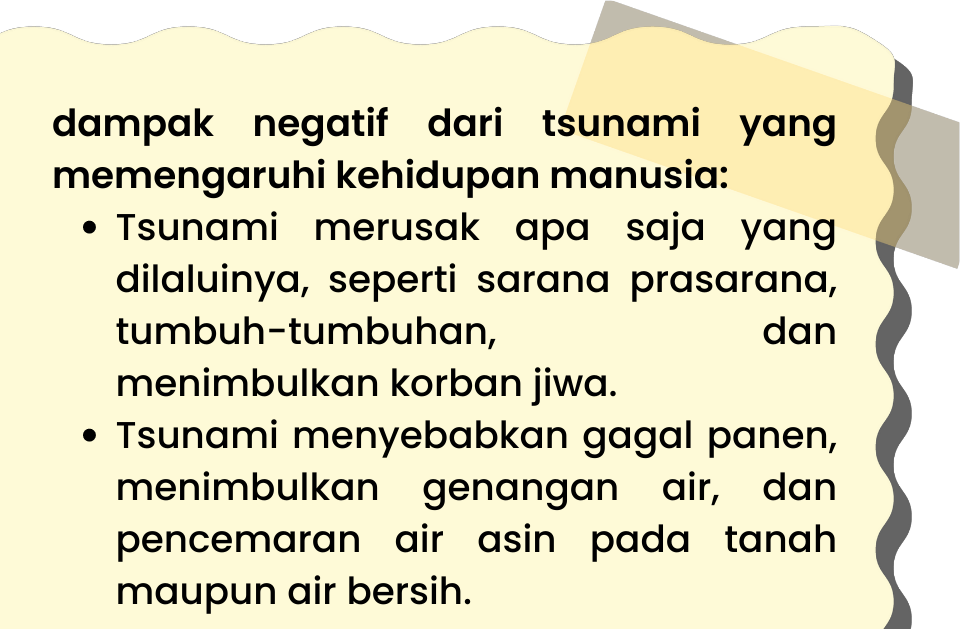 dampak negatif dari tsunami yang
memengaruhi kehidupan manusia:
• Tsunami merusak apa saja yang
dilaluinya, seperti sarana prasarana,
tumbuh-tumbuhan, dan
menimbulkan korban jiwa.
• Tsunami menyebabkan gagal panen,
menimbulkan genangan air, dan
pencemaran air asin pada tanah
maupun air bersih.